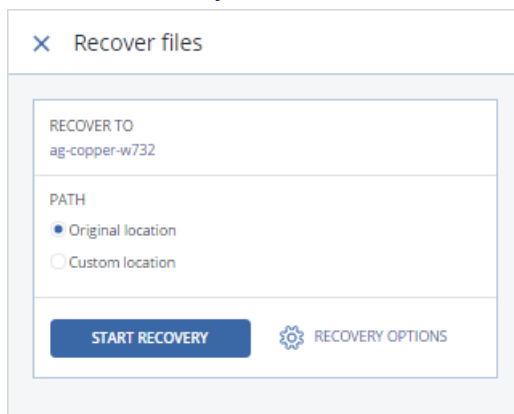 Recover files
RECOVER TO
ag-copper-w732
PATH
Original location
Custom location
START RECOVERY
RECOVERY OPTIONS